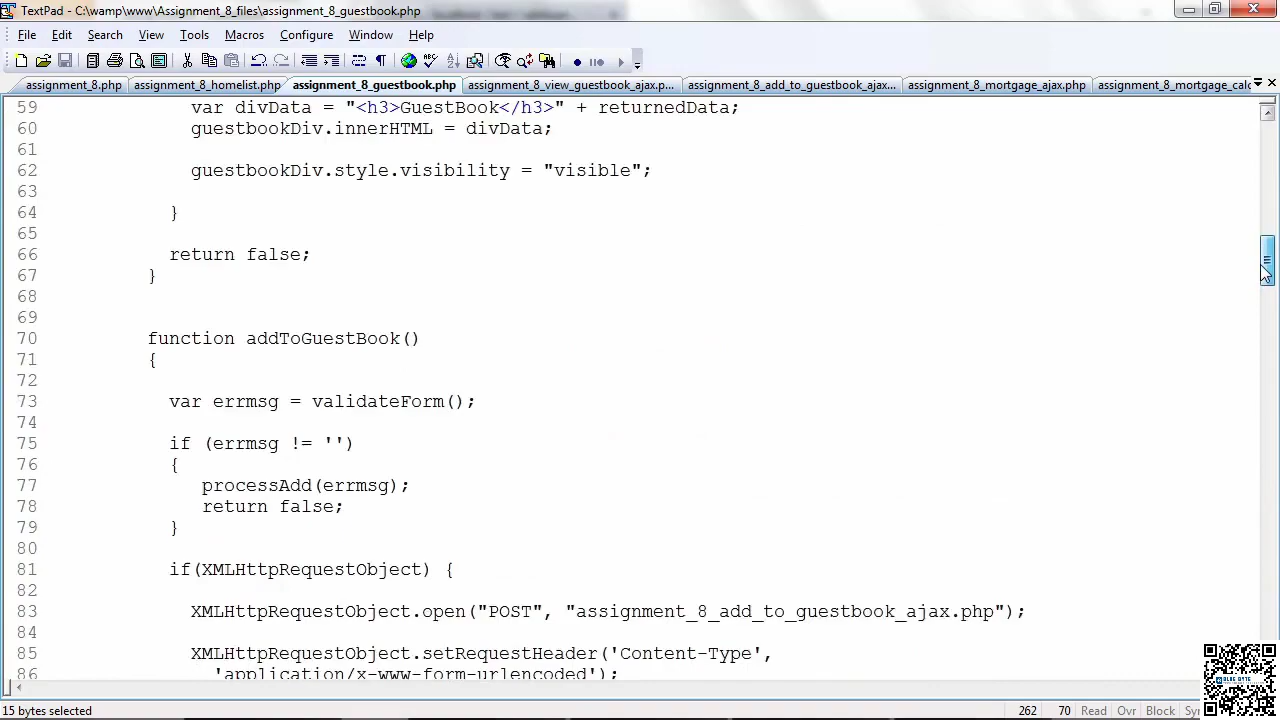 TextPad - C:\wamp\www\Assignment_8_files\assignment_8_guestbook.php
File Edit Search View Tools Macros Configure Window Help
assignment_8.php assignment_8_homelist.php assignment_8_guestbook.php assignment_8_view_guestbook_ajax.p... assignment_8_add_to_guestbook_ajax... assignment_8_mortgage_ajax.php assignment_8_mortgage_calc
59 var divData = "<h3>GuestBook</h3>" + returnedData;
60 guestbookDiv.innerHTML = divData;
61
62 guestbookDiv.style.visibility = "visible";
63
64 }
65
66 return false;
67 }
68
69
70 function addToGuestBook()
71 {
72
73 var errmsg = validateForm();
74
75 if (errmsg != '')
76 {
77 processAdd(errmsg);
78 return false;
79 }
80
81 if(XMLHttpRequestObject) {
82
83 XMLHttpRequestObject.open("POST", "assignment_8_add_to_guestbook_ajax.php");
84
85 XMLHttpRequestObject.setRequestHeader('Content-Type',
86 'application/x-www-form-urlencoded');
15 bytes selected 262 70 Read Ovr Block